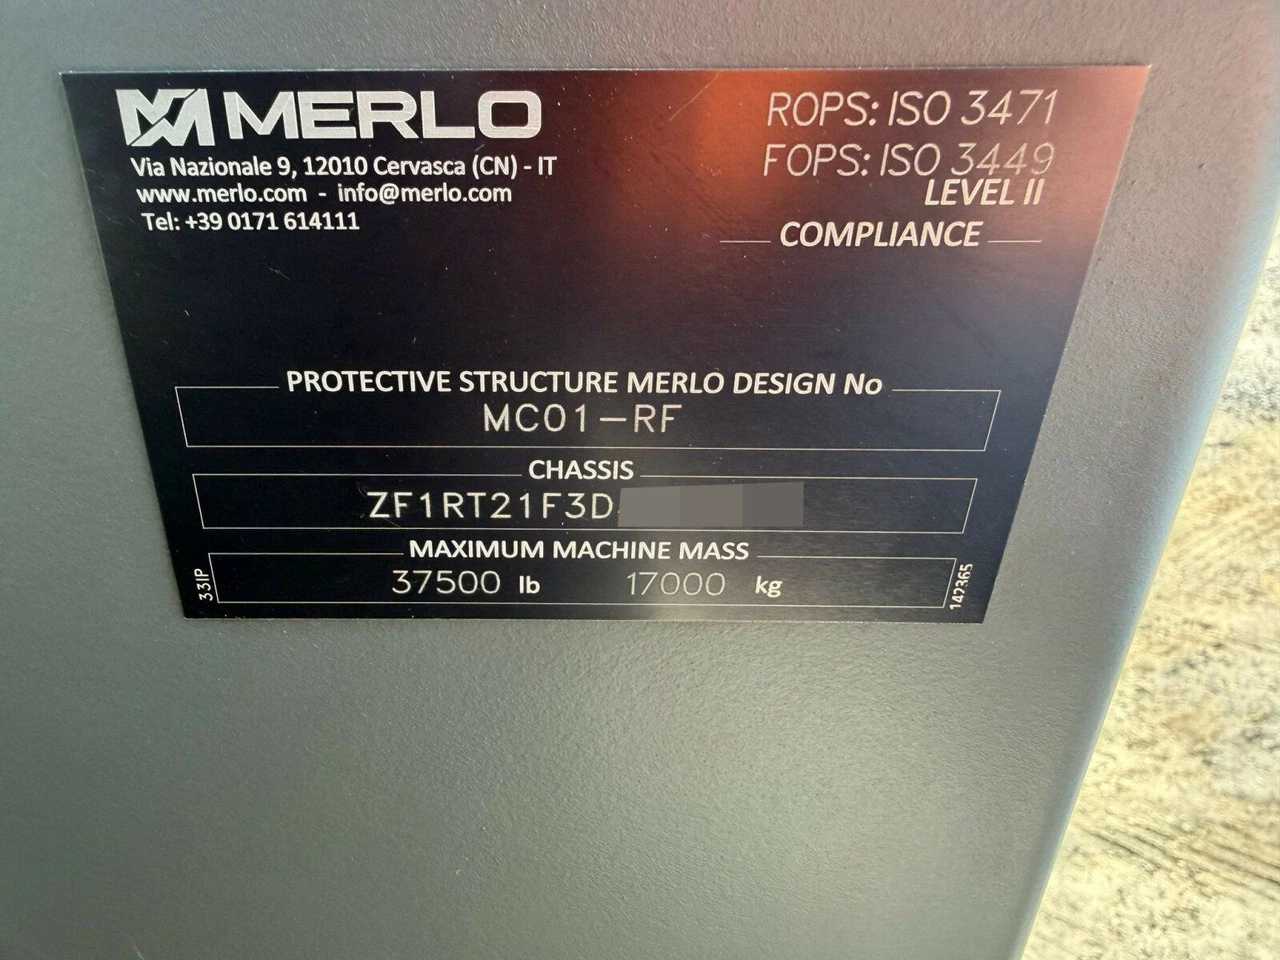 MERLO
Via Nazionale 9, 12010 Cervasca (CN) - IT
www.merlo.com - info@merlo.com
Tel: +39 0171 614111
ROPS: ISO 3471
FOPS: ISO 3449
LEVEL II
COMPLIANCE
PROTECTIVE STRUCTURE MERLO DESIGN No
MC01-RF
CHASSIS
ZF1RT21F3D
MAXIMUM MACHINE MASS
37500 lb 17000 kg
331P
142365